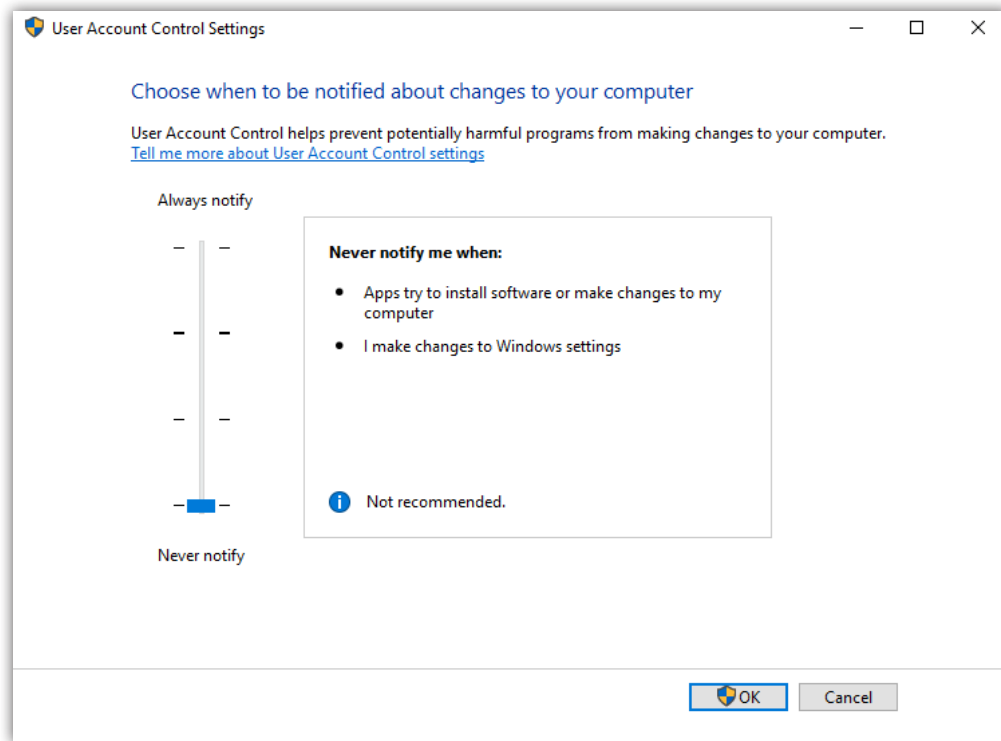 User Account Control Settings
Choose when to be notified about changes to your computer
User Account Control helps prevent potentially harmful programs from making changes to your computer.
Tell me more about User Account Control settings
Always notify
Never notify me when:
Apps try to install software or make changes to my
computer
I make changes to Windows settings
Not recommended.
Never notify
OK
Cancel